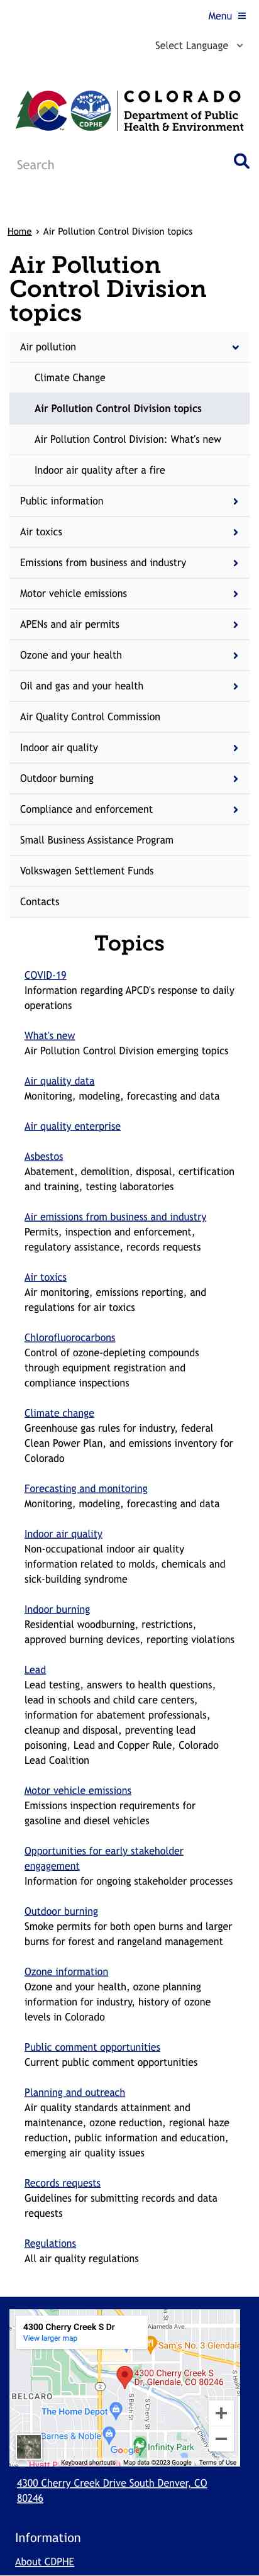 Menu
Select Language
COLORADO
Department of Public
Health & Environment
CDPHE
Search
Home › Air Pollution Control Division topics
Air Pollution
Control Division
topics
Air pollution
Climate Change
Air Pollution Control Division topics
Air Pollution Control Division: What's new
Indoor air quality after a fire
Public information
Air toxics
Emissions from business and industry
Motor vehicle emissions
APENs and air permits
Ozone and your health
Oil and gas and your health
Air Quality Control Commission
Indoor air quality
Outdoor burning
Compliance and enforcement
Small Business Assistance Program
Volkswagen Settlement Funds
Contacts
Topics
COVID-19
Information regarding APCD's response to daily
operations
What's new
Air Pollution Control Division emerging topics
Air quality data
Monitoring, modeling, forecasting and data
Air quality enterprise
Asbestos
Abatement, demolition, disposal, certification
and training, testing laboratories
Air emissions from business and industry
Permits, inspection and enforcement,
regulatory assistance, records requests
Air toxics
Air monitoring, emissions reporting, and
regulations for air toxics
Chlorofluorocarbons
Control of ozone-depleting compounds
through equipment registration and
compliance inspections
Climate change
Greenhouse gas rules for industry, federal
Clean Power Plan, and emissions inventory for
Colorado
Forecasting and monitoring
Monitoring, modeling, forecasting and data
Indoor air quality
Non-occupational indoor air quality
information related to molds, chemicals and
sick-building syndrome
Indoor burning
Residential woodburning, restrictions,
approved burning devices, reporting violations
Lead
Lead testing, answers to health questions,
lead in schools and child care centers,
information for abatement professionals,
cleanup and disposal, preventing lead
poisoning, Lead and Copper Rule, Colorado
Lead Coalition
Motor vehicle emissions
Emissions inspection requirements for
gasoline and diesel vehicles
Opportunities for early stakeholder
engagement
Information for ongoing stakeholder processes
Outdoor burning
Smoke permits for both open burns and larger
burns for forest and rangeland management
Ozone information
Ozone and your health, ozone planning
information for industry, history of ozone
levels in Colorado
Public comment opportunities
Current public comment opportunities
Planning and outreach
Air quality standards attainment and
maintenance, ozone reduction, regional haze
reduction, public information and education,
emerging air quality issues
Records requests
Guidelines for submitting records and data
requests
Regulations
All air quality regulations
4300 Cherry Creek S Dr
View larger map
Alameda Ave
Sam's No. 3 Glendale
4300 Cherry Creek S
Dr, Glendale, CO 80246
BELCARO
S Birch St
The Home Depot
Barnes & Noble
Google
Infinity Park
Keyboard shortcuts
Map data ©2023 Google
Terms of Use
4300 Cherry Creek Drive South Denver, CO
80246
Information
About CDPHE